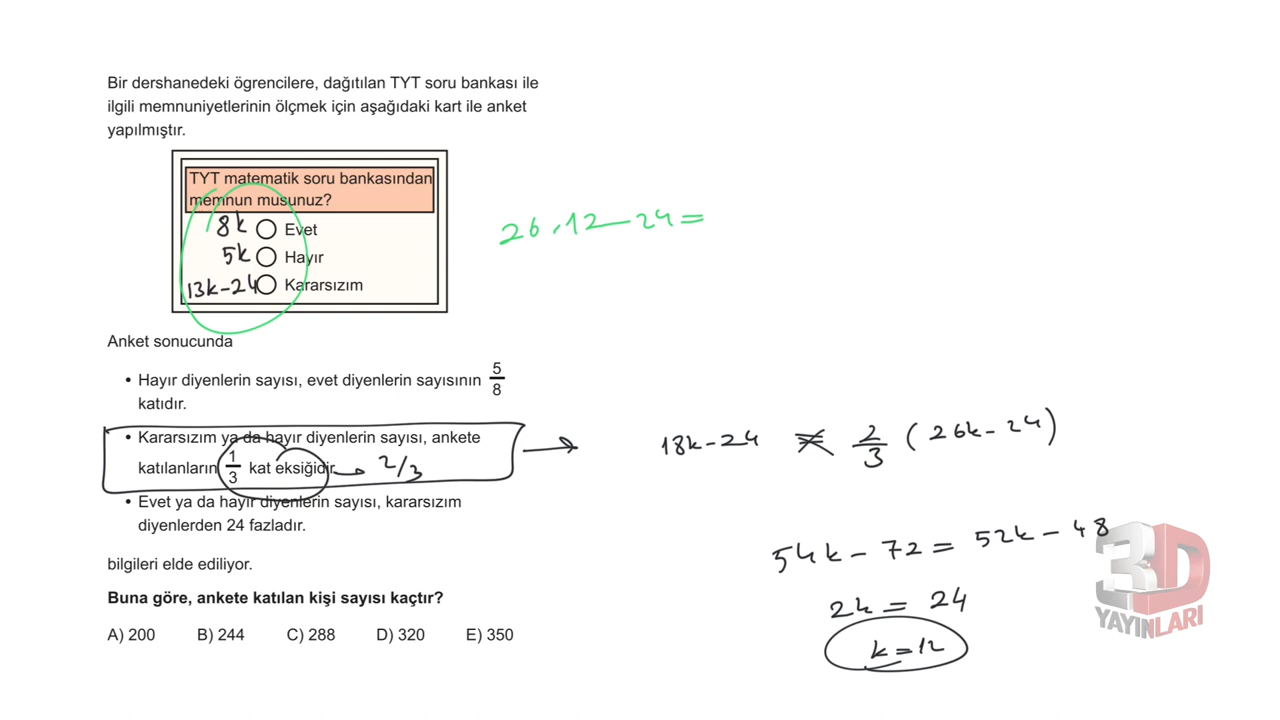 Bir dershanedeki ögrencilere, dağıtılan TYT soru bankası ile
ilgili memnuniyetlerinin ölçmek için aşağıdaki kart ile anket
yapılmıştır.
TYT matematik soru bankasından
memnun musunuz?
8k Evet
5k Hayır
13k-24 Kararsızım
26.12-24=
Anket sonucunda
• Hayır diyenlerin sayısı, evet diyenlerin sayısının 5/8
katıdır.
• Kararsızım ya da hayır diyenlerin sayısı, ankete
katılanların 1/3 kat eksiğidir → 2/3
• Evet ya da hayır diyenlerin sayısı, kararsızım
diyenlerden 24 fazladır.
bilgileri elde ediliyor.
Buna göre, ankete katılan kişi sayısı kaçtır?
A) 200 B) 244 C) 288 D) 320 E) 350
18k-24 = 2/3 (26k-24)
54k-72=52k-48
2k=24
k=12
3D
YAYINLARI